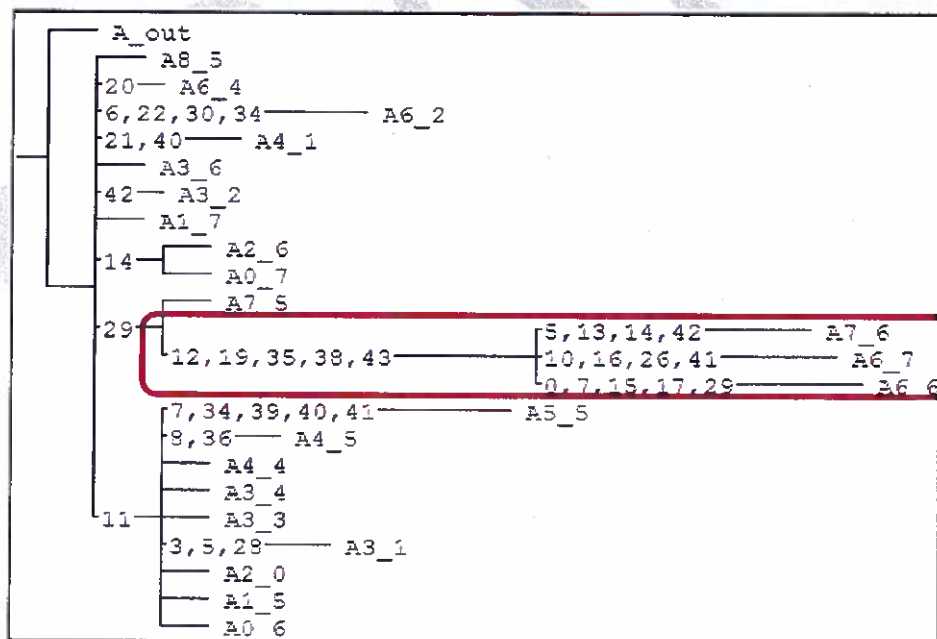 A_out
A8_5
20 A6_4
6,22,30,34 A6_2
21,40 A4_1
A3_6
42 A3_2
A1_7
A2_6
14
A0_7
A7_5
29
5,13,14,42 A7_6
12,19,35,38,43 10,16,26,41 A6_7
0,7,15,17,29 A6_6
7,34,39,40,41 A5_5
8,36 A4_5
A4_4
A3_4
11 A3_3
3,5,28 A3_1
A2_0
A1_5
A0_6